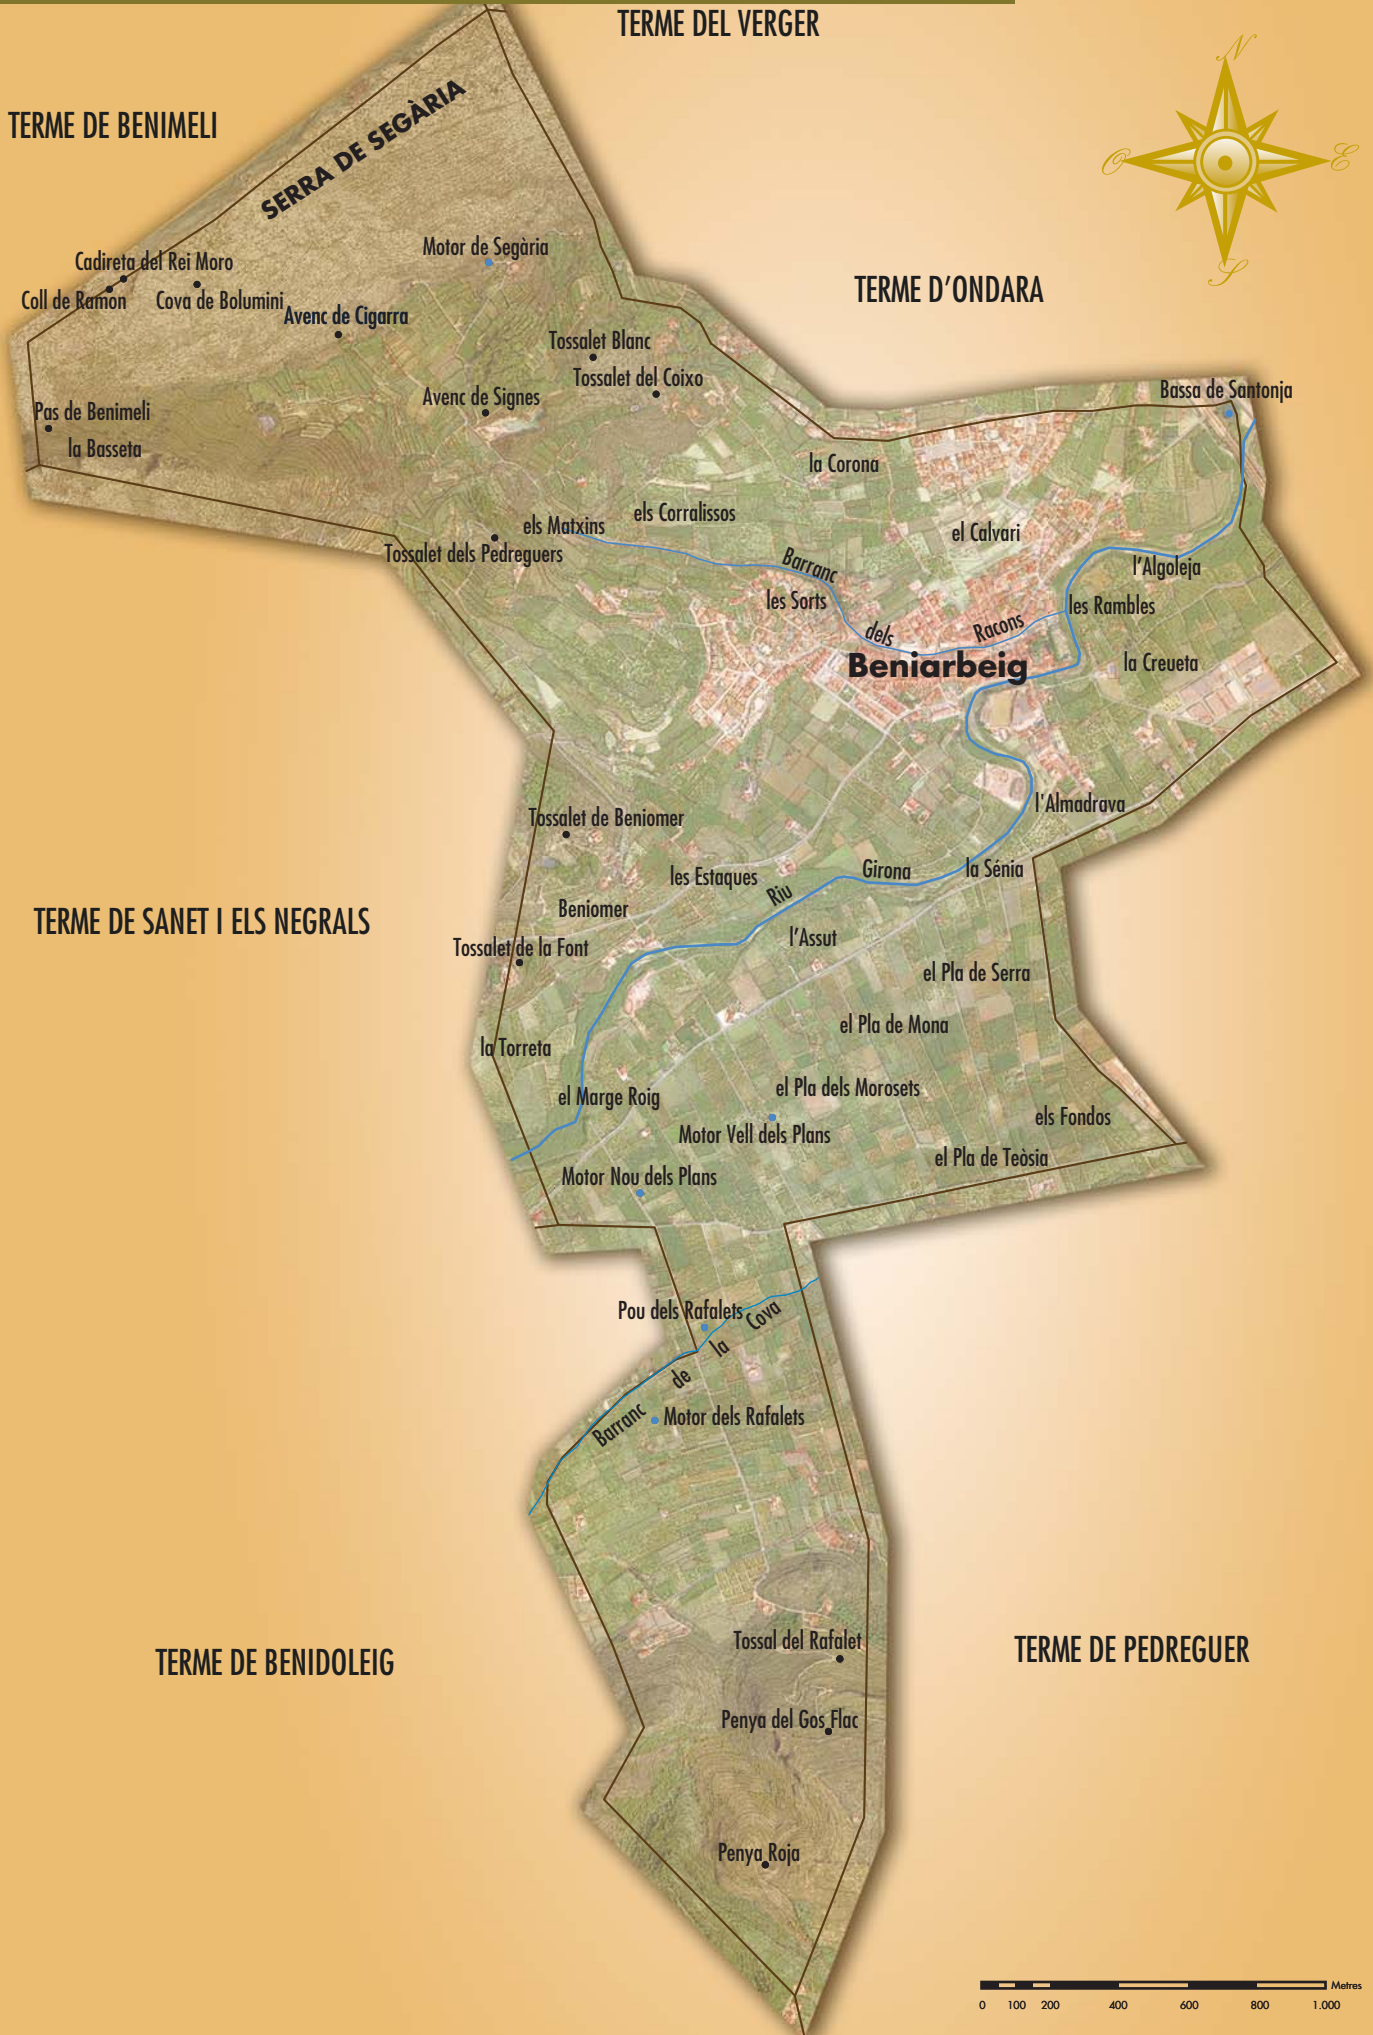 TERME DEL VERGER
N
TERME DE BENIMELI
SERRA DE SEGÀRIA
O
E
S
Motor de Segària
Cadireta del Rei Moro
Coll de Ramon
Cova de Bolumini
Avenc de Cigarra
TERME D'ONDARA
Tossalet Blanc
Tossalet del Coixo
Avenc de Signes
Bassa de Santonja
Pas de Benimeli
la Basseta
la Corona
els Corralissos
els Matxins
el Calvari
Tossalet dels Pedreguers
Barranc dels Racons
l'Algoleja
les Sorts
les Rambles
Beniarbeig
la Creueta
l'Almadrava
Tossalet de Beniomer
les Estaques
Riu Girona
la Sénia
Beniomer
TERME DE SANET I ELS NEGRALS
Tossalet de la Font
l'Assut
el Pla de Serra
el Pla de Mona
la Torreta
el Marge Roig
el Pla dels Morosets
els Fondos
Motor Vell dels Plans
el Pla de Teòsia
Motor Nou dels Plans
Pou dels Rafalets
Barranc de la Cova
Motor dels Rafalets
Tossal del Rafalet
TERME DE BENIDOLEIG
TERME DE PEDREGUER
Penya del Gos Flac
Penya Roja
Metres
0 100 200 400 600 800 1.000